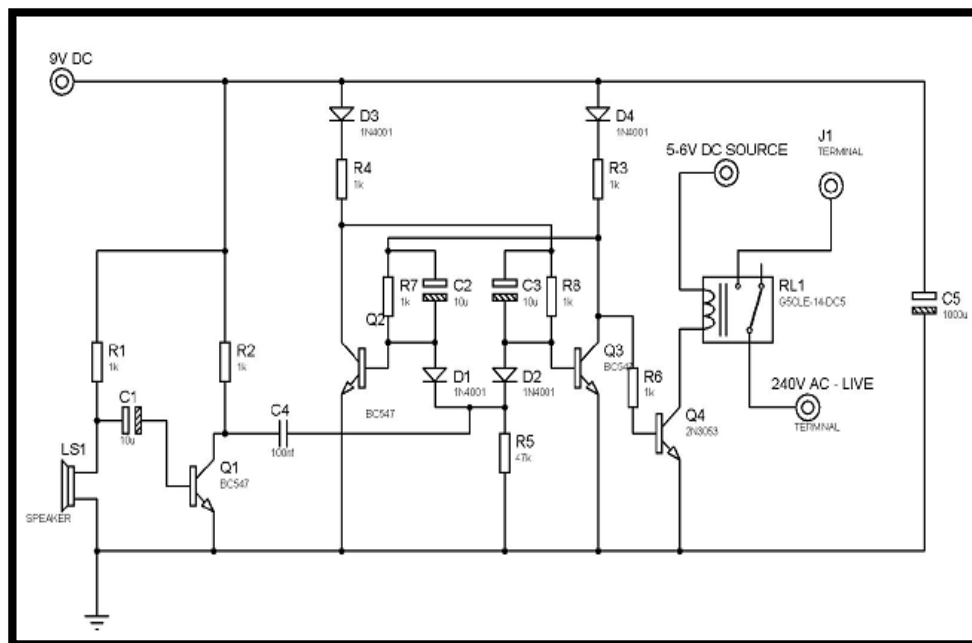 9V DC
D3
1N4001
D4
1N4001
J1
TERMINAL
5-6V DC SOURCE
R4
1k
R3
1k
R7
1k
C2
10u
C3
10u
R8
1k
RL1
G5CLE-14-DC5
C5
1000u
Q2
R1
1k
R2
1k
D1
1N4001
D2
1N4001
Q3
BC547
R6
1k
240V AC - LIVE
TERMINAL
BC547
C1
10u
C4
100nf
Q4
2N3053
R5
47k
LS1
SPEAKER
Q1
BC547